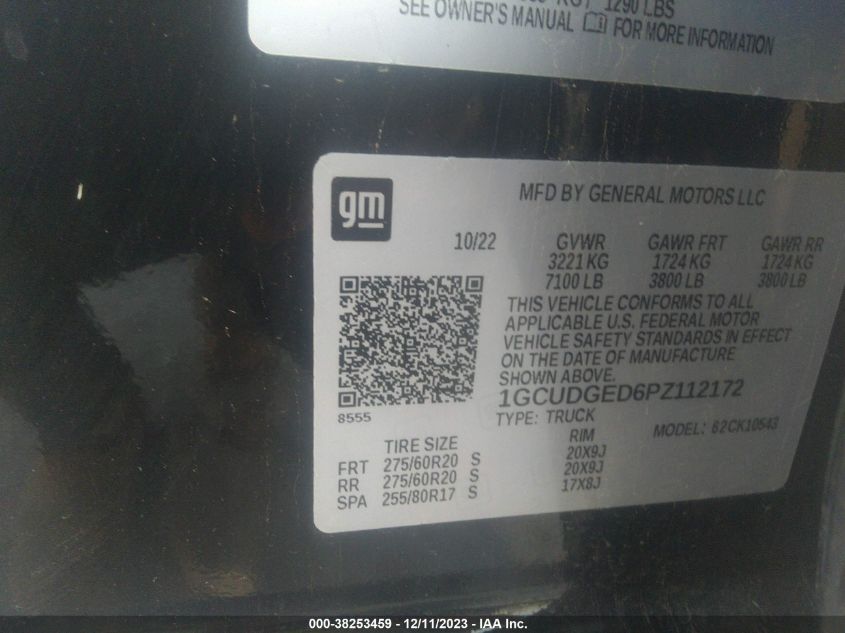 1290 LBS
SEE OWNER'S MANUAL FOR MORE INFORMATION
gm
MFD BY GENERAL MOTORS LLC
10/22 GVWR GAWR FRT GAWR RR
3221 KG 1724 KG 1724 KG
7100 LB 3800 LB 3800 LB
THIS VEHICLE CONFORMS TO ALL
APPLICABLE U.S. FEDERAL MOTOR
VEHICLE SAFETY STANDARDS IN EFFECT
ON THE DATE OF MANUFACTURE
SHOWN ABOVE.
1GCUDGED6PZ112172
8555
TYPE: TRUCK MODEL: 82CK10543
TIRE SIZE RIM
FRT 275/60R20 S 20X9J
RR 275/60R20 S 20X9J
SPA 255/80R17 S 17X8J
000-38253459 - 12/11/2023 - IAA Inc.